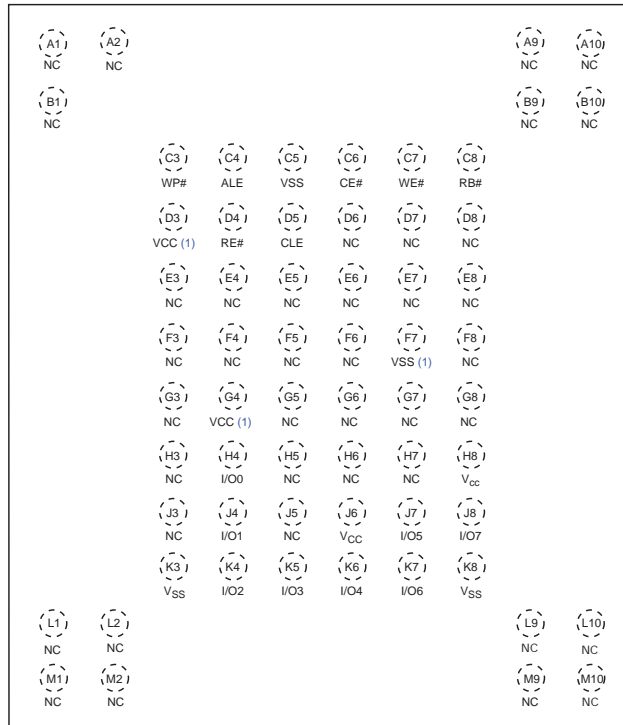 A1 A2 A9 A10
NC NC NC NC
B1 B9 B10
NC NC NC
C3 C4 C5 C6 C7 C8
WP# ALE VSS CE# WE# RB#
D3 D4 D5 D6 D7 D8
VCC (1) RE# CLE NC NC NC
E3 E4 E5 E6 E7 E8
NC NC NC NC NC NC
F3 F4 F5 F6 F7 F8
NC NC NC NC VSS (1) NC
G3 G4 G5 G6 G7 G8
NC VCC (1) NC NC NC NC
H3 H4 H5 H6 H7 H8
NC I/O0 NC NC NC Vcc
J3 J4 J5 J6 J7 J8
NC I/O1 NC VCC I/O5 I/O7
K3 K4 K5 K6 K7 K8
VSS I/O2 I/O3 I/O4 I/O6 VSS
L1 L2 L9 L10
NC NC NC NC
M1 M2 M9 M10
NC NC NC NC